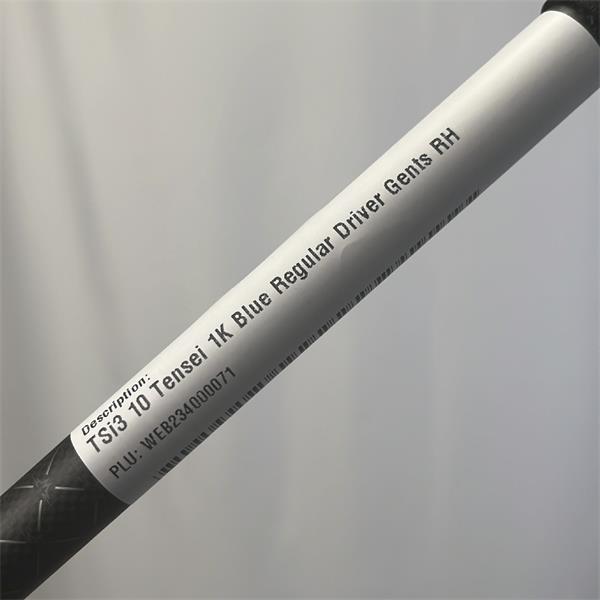 Description:
TSi3 10 Tensei 1K Blue Regular Driver Gents RH
PLU: WEB234000071